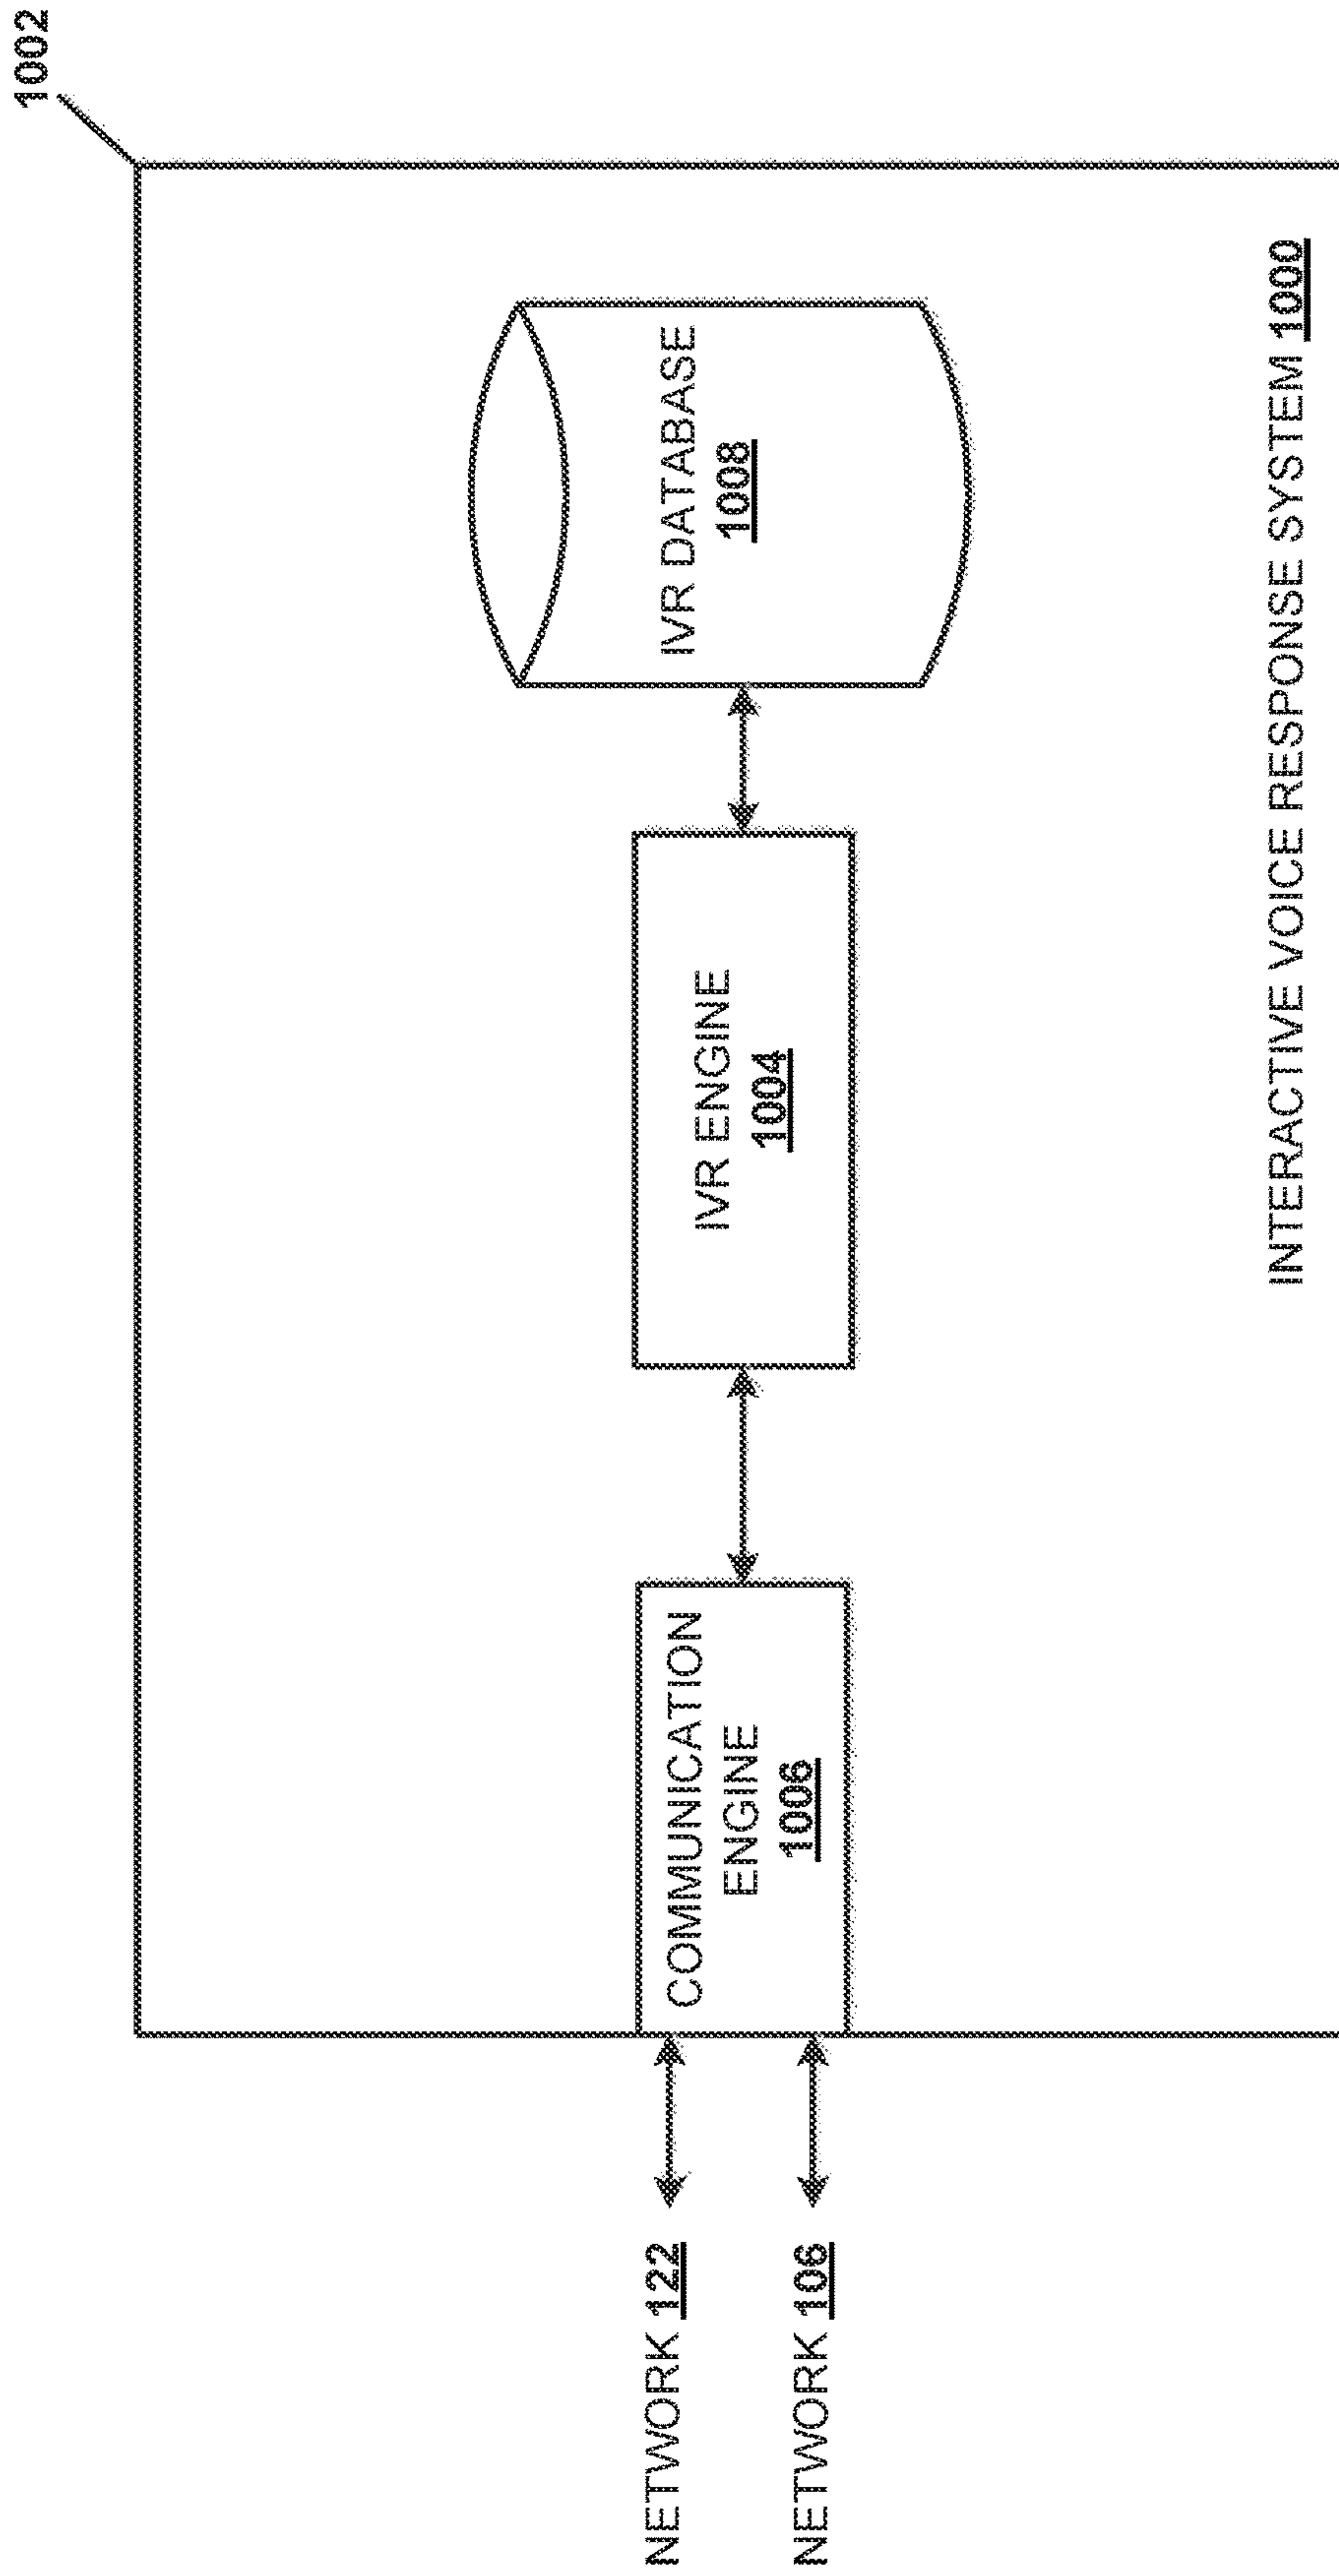 1002
NETWORK 122
NETWORK 106
COMMUNICATION
ENGINE
1006
IVR ENGINE
1004
IVR DATABASE
1008
INTERACTIVE VOICE RESPONSE SYSTEM 1000